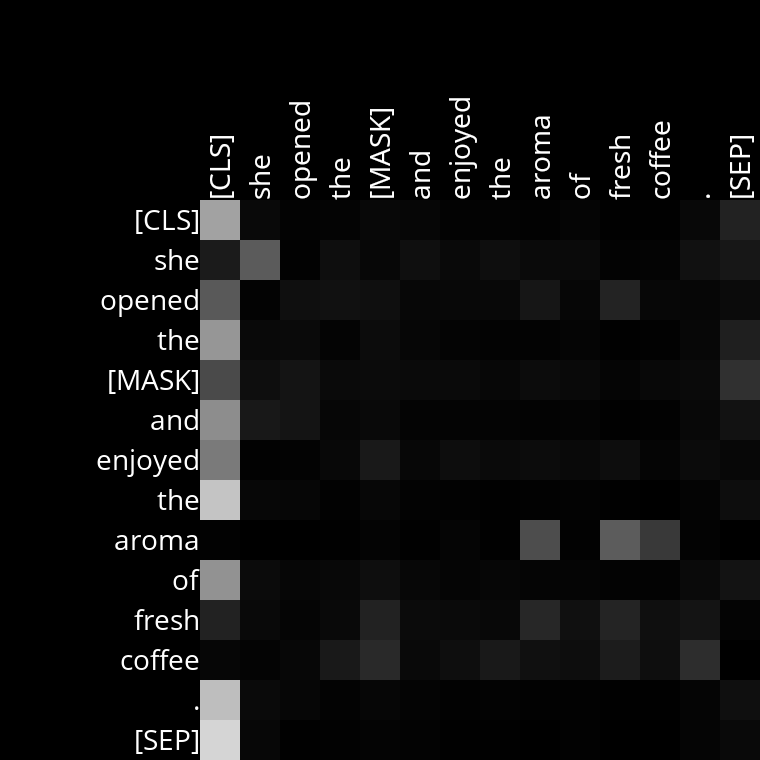 [CLS]
she
opened
the
[MASK]
and
enjoyed
the
aroma
of
fresh
coffee
.
[SEP]
[CLS]
she
opened
the
[MASK]
and
enjoyed
the
aroma
of
fresh
coffee
.
[SEP]